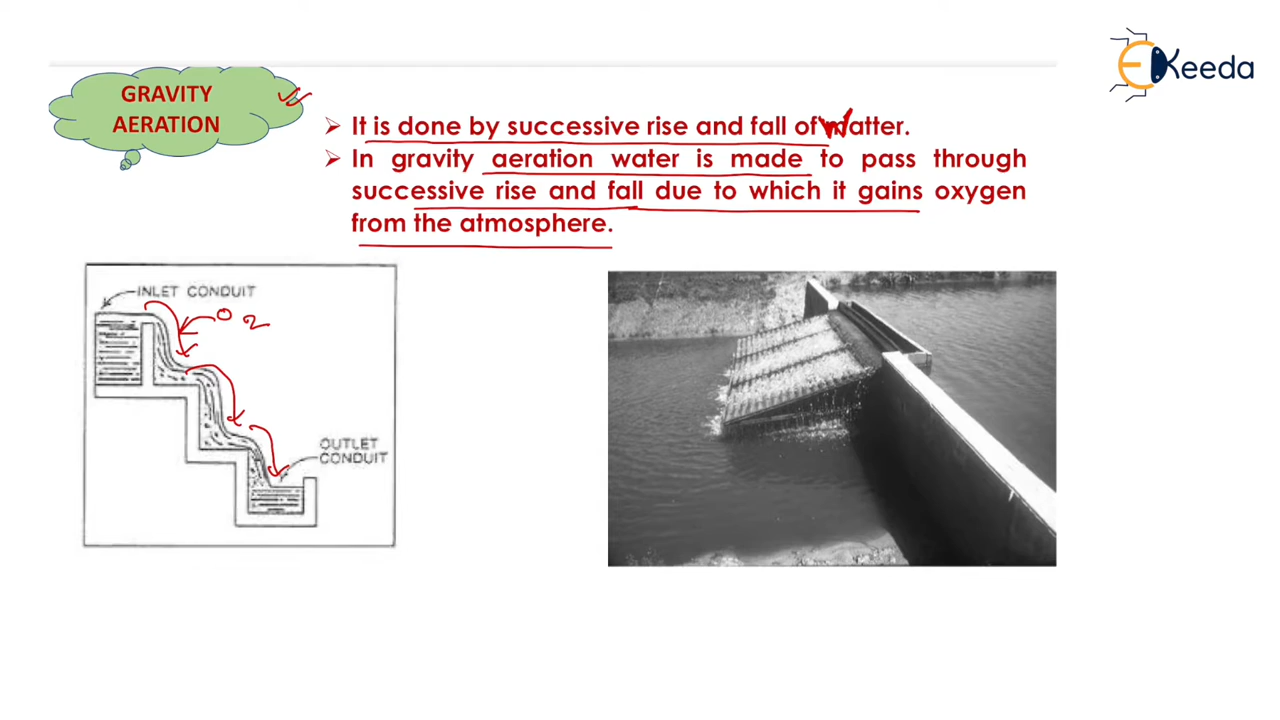 GRAVITY
AERATION
EKeeda
➢ It is done by successive rise and fall of matter.
➢ In gravity aeration water is made to pass through
successive rise and fall due to which it gains oxygen
from the atmosphere.
INLET CONDUIT
O2
OUTLET
CONDUIT